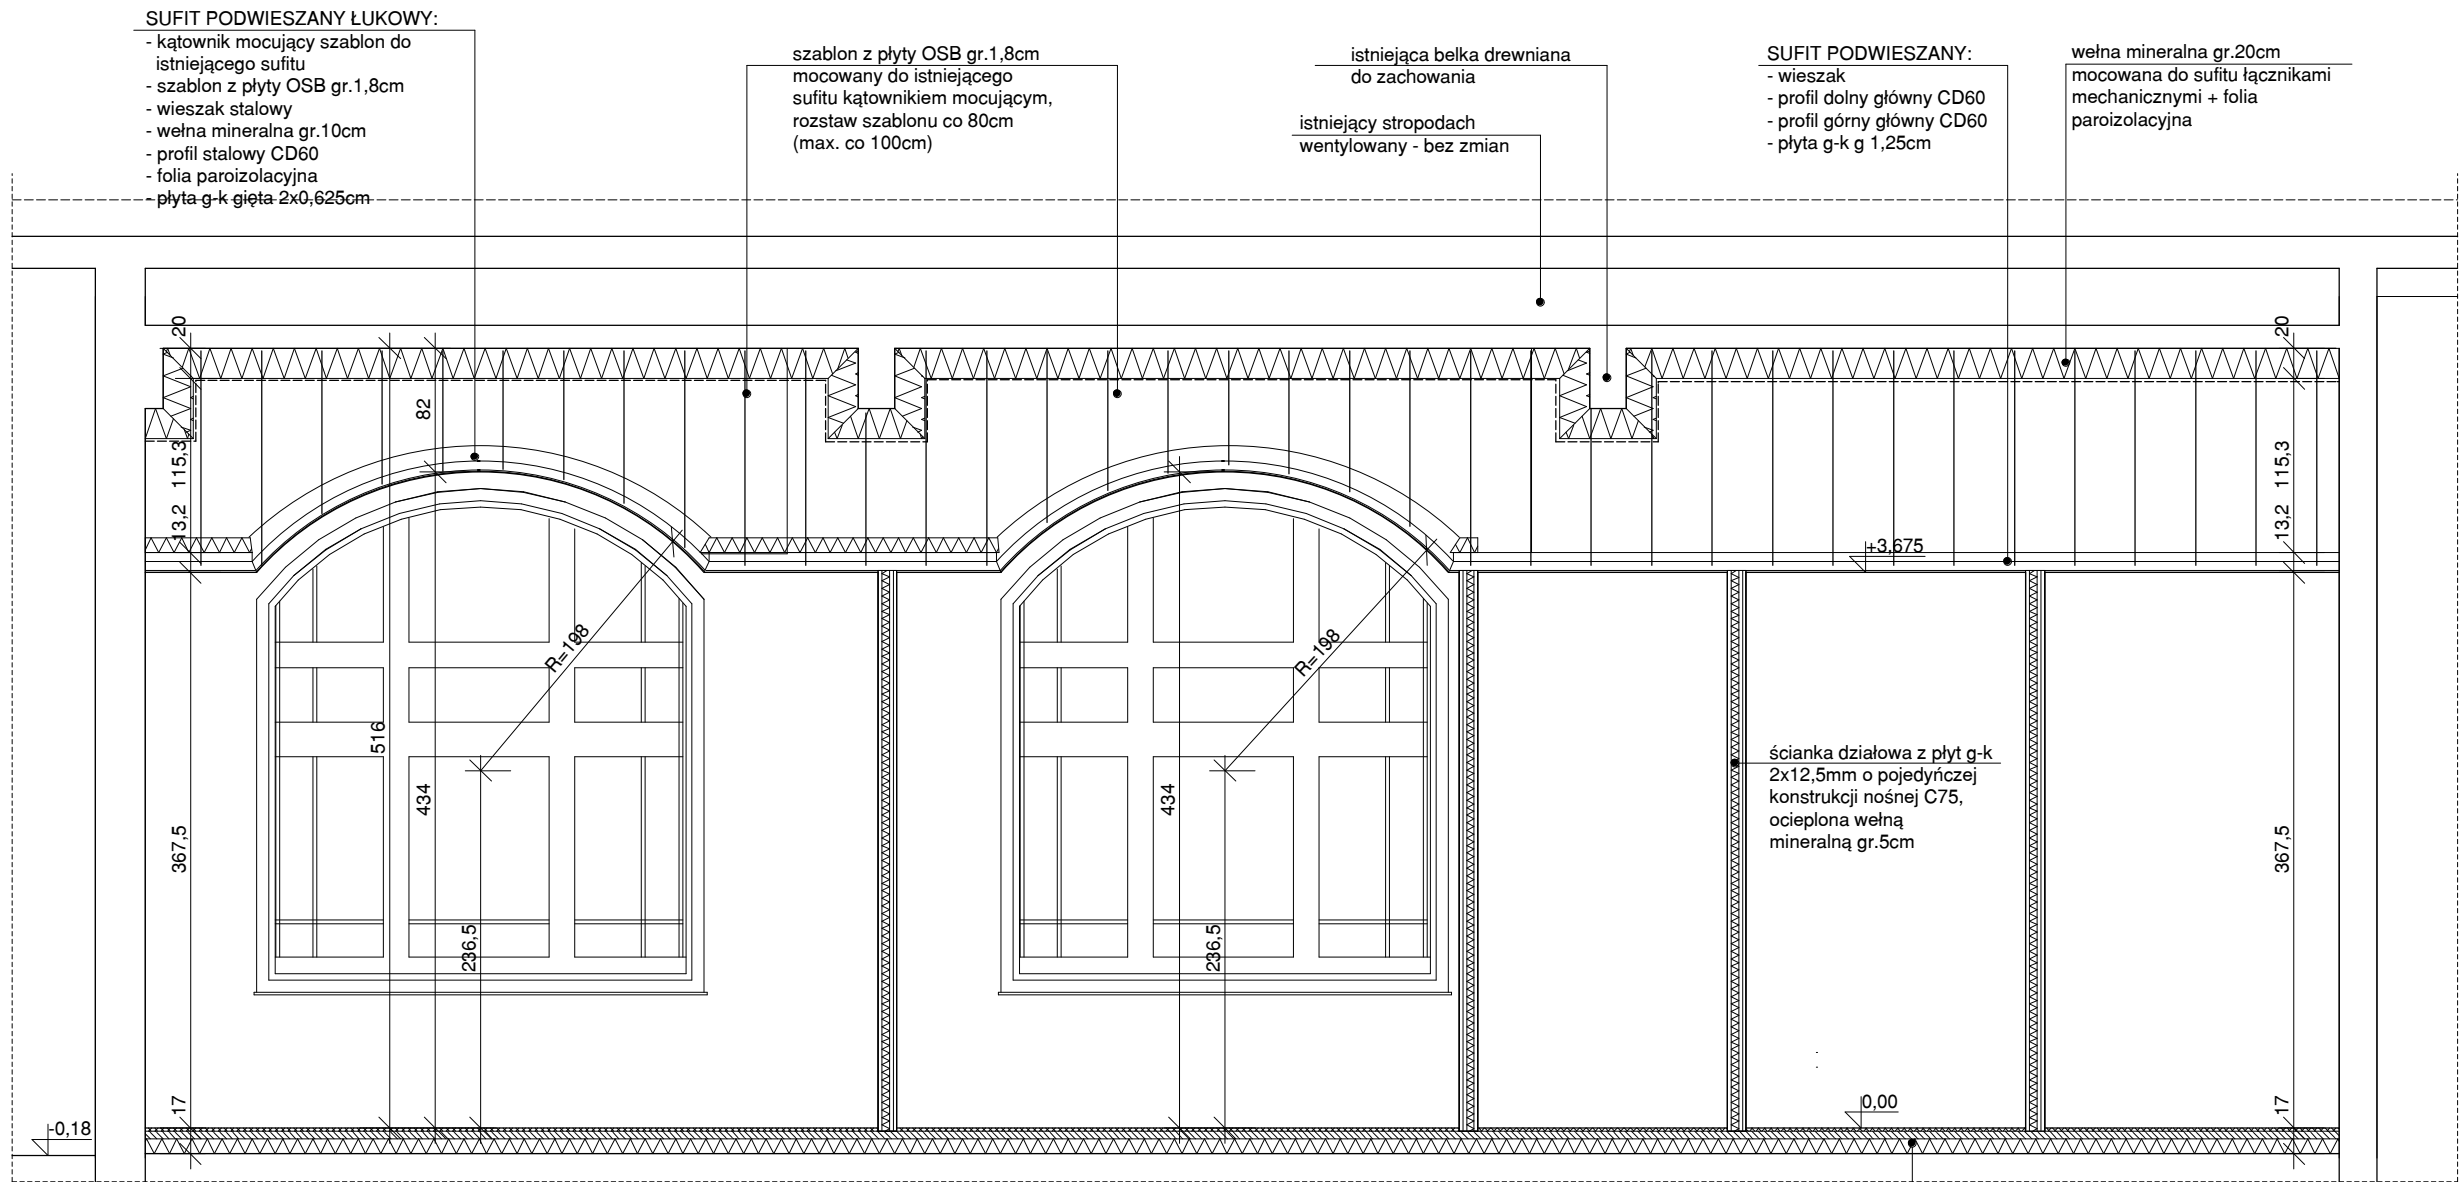 SUFIT PODWIESZANY ŁUKOWY:
- kątownik mocujący szablon do
istniejącego sufitu
- szablon z płyty OSB gr.1,8cm
- wieszak stalowy
- wełna mineralna gr.10cm
- profil stalowy CD60
- folia paroizolacyjna
- płyta g-k gięta 2x0,625cm
szablon z płyty OSB gr.1,8cm
mocowany do istniejącego
sufitu kątownikiem mocującym,
rozstaw szablonu co 80cm
(max. co 100cm)
istniejąca belka drewniana
do zachowania
istniejący stropodach
wentylowany - bez zmian
SUFIT PODWIESZANY:
- wieszak
- profil dolny główny CD60
- profil górny główny CD60
- płyta g-k g 1,25cm
wełna mineralna gr.20cm
mocowana do sufitu łącznikami
mechanicznymi + folia
paroizolacyjna
20
115,3
13,2
367,5
17
82
516
434
236,5
R=198
434
236,5
R=198
+3,675
20
115,3
13,2
367,5
17
ścianka działowa z płyt g-k
2x12,5mm o pojedyńczej
konstrukcji nośnej C75,
ocieplona wełną
mineralną gr.5cm
0,00
-0,18